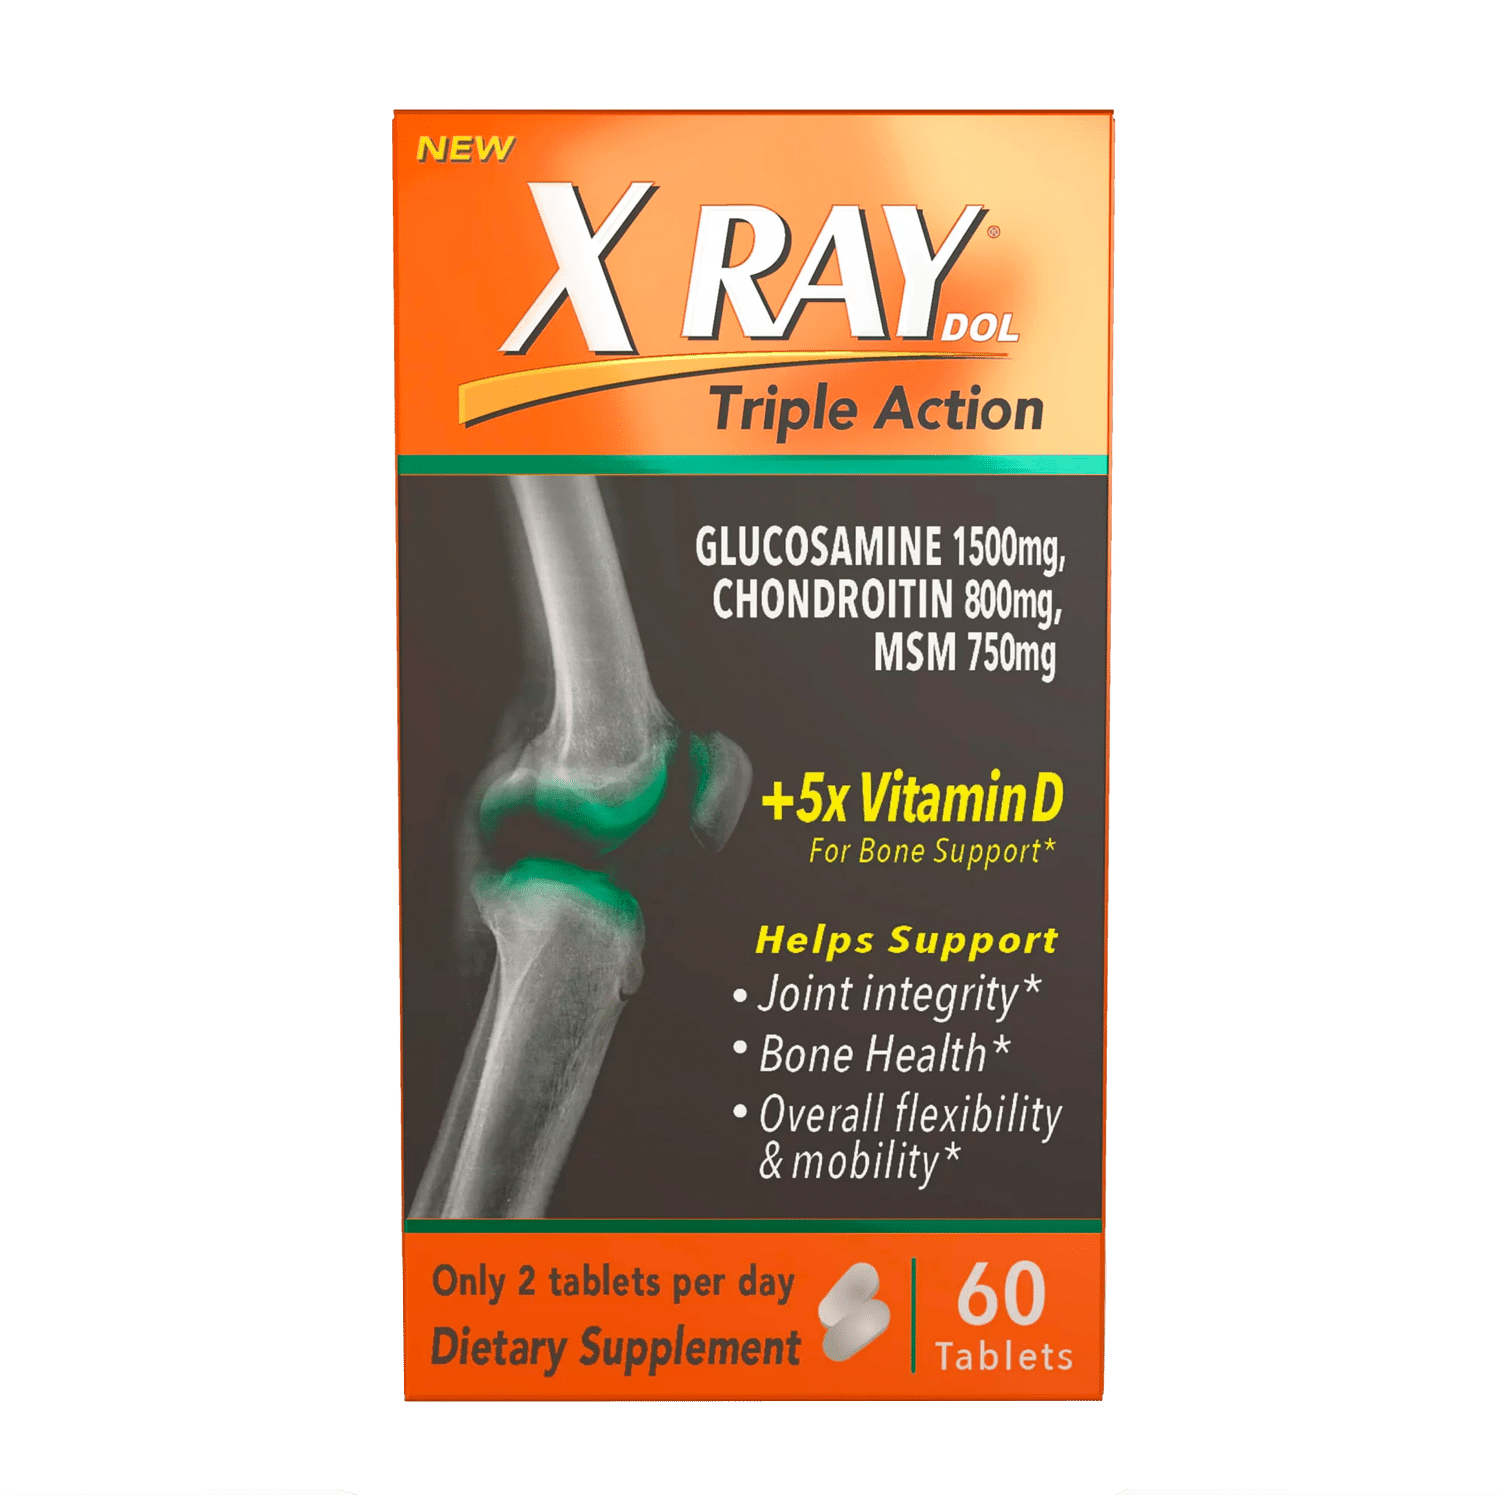 NEW
X RAY®
DOL
Triple Action
GLUCOSAMINE 1500mg,
CHONDROITIN 800mg,
MSM 750mg
+5x Vitamin D
For Bone Support*
Helps Support
• Joint integrity*
• Bone Health*
• Overall flexibility
& mobility*
Only 2 tablets per day
Dietary Supplement
60
Tablets